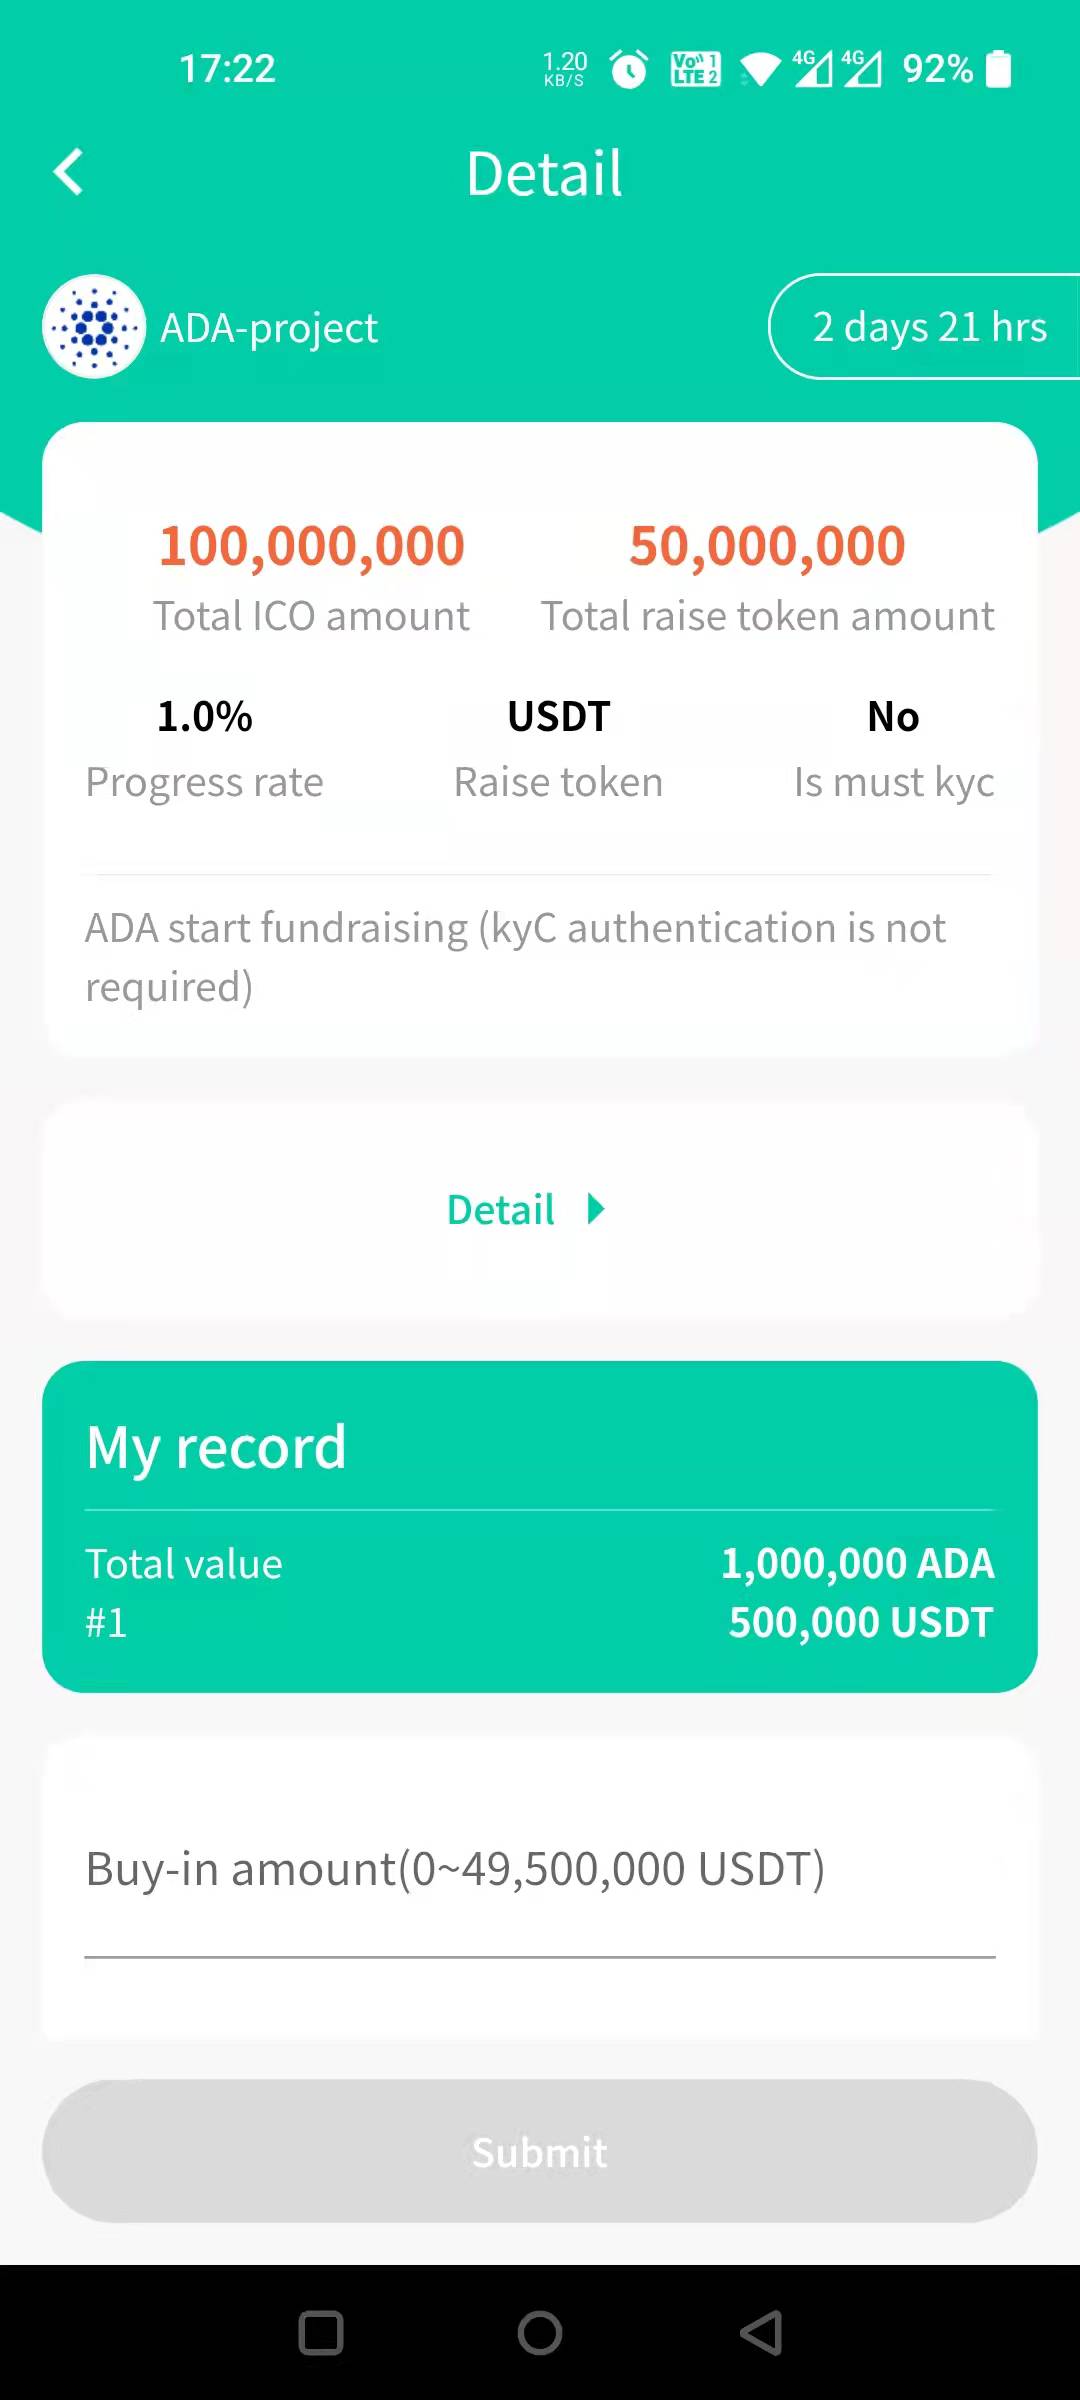 17:22
1.20
KB/S
Vo)) 1
LTE 2
4G
4G
92%
Detail
ADA-project
2 days 21 hrs
100,000,000
50,000,000
Total ICO amount
Total raise token amount
1.0%
USDT
No
Progress rate
Raise token
Is must kyc
ADA start fundraising (kyC authentication is not
required)
Detail
My record
Total value
1,000,000 ADA
#1
500,000 USDT
Buy-in amount(0~49,500,000 USDT)
Submit